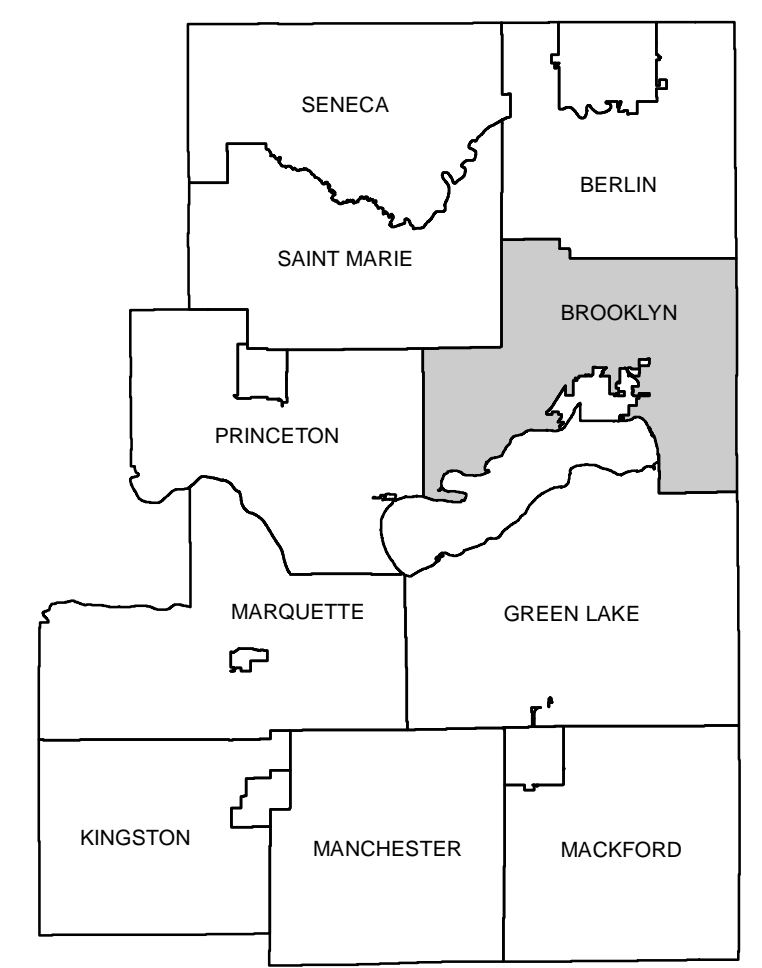 SENECA
BERLIN
SAINT MARIE
BROOKLYN
PRINCETON
MARQUETTE
GREEN LAKE
KINGSTON
MANCHESTER
MACKFORD